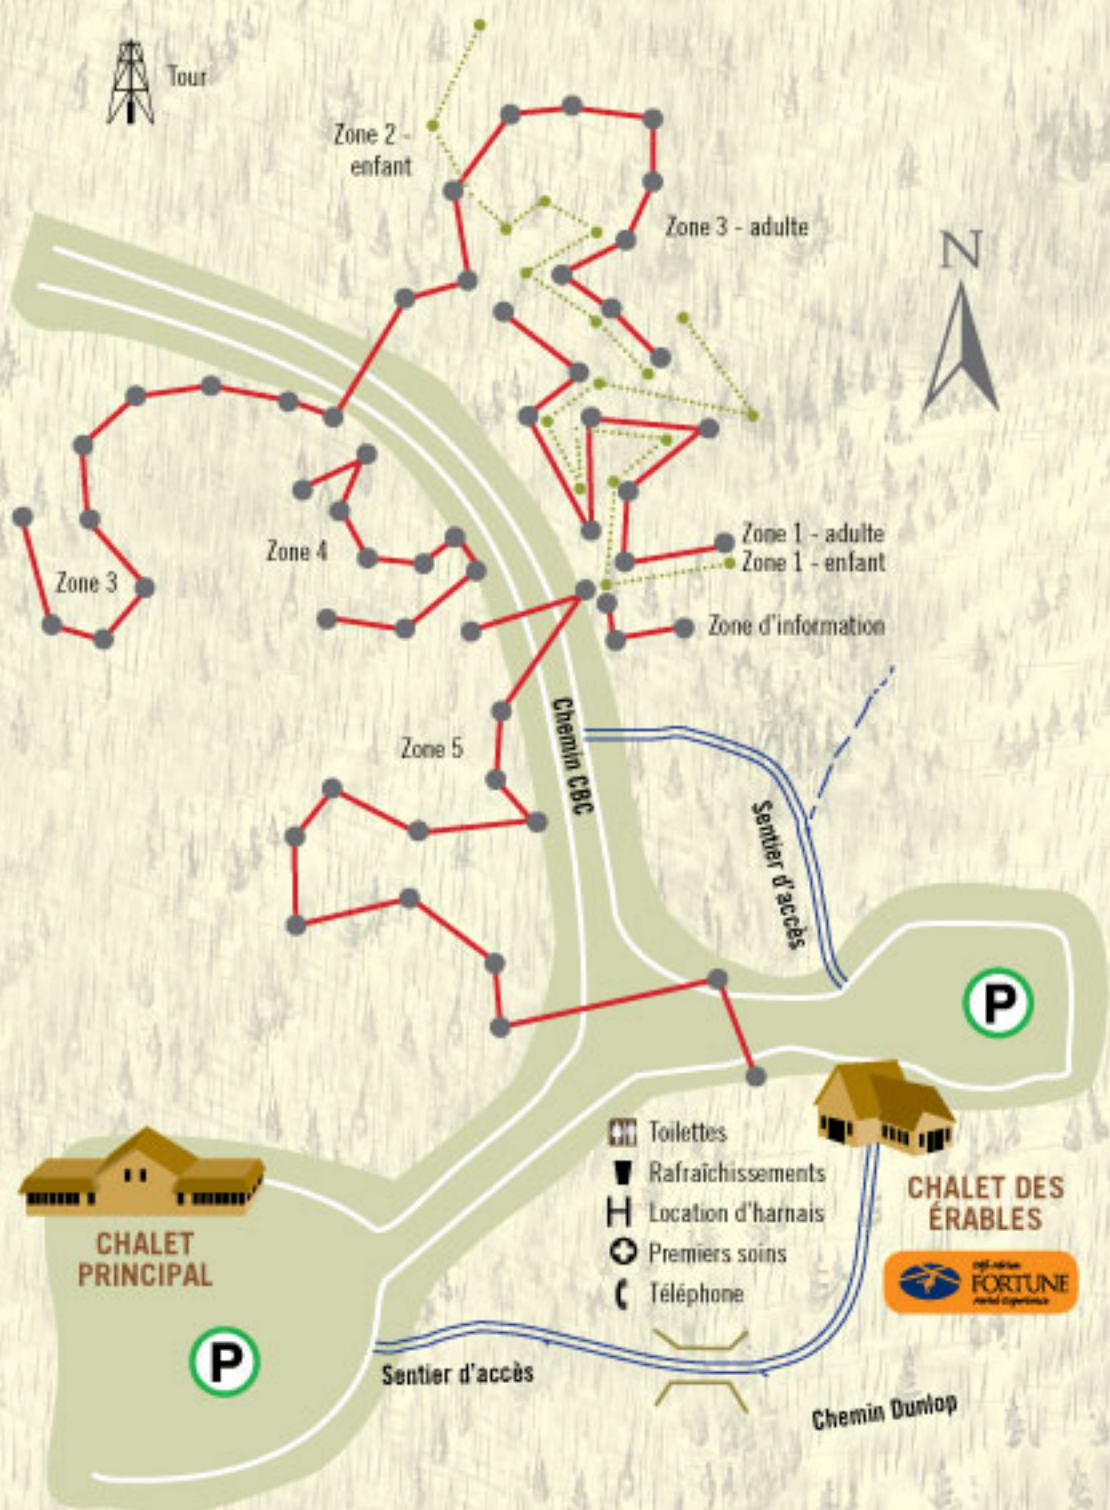 Tour
Zone 2 -
enfant
Zone 3 - adulte
N
Zone 4
Zone 3
Zone 1 - adulte
Zone 1 - enfant
Zone d'information
Zone 5
Chemin CBC
Sentier d'accès
P
Toilettes
Rafraîchissements
H Location d'harnais
Premiers soins
Téléphone
CHALET DES
ÉRABLES
FORTUNE
CHALET
PRINCIPAL
P
Sentier d'accès
Chemin Dunlop